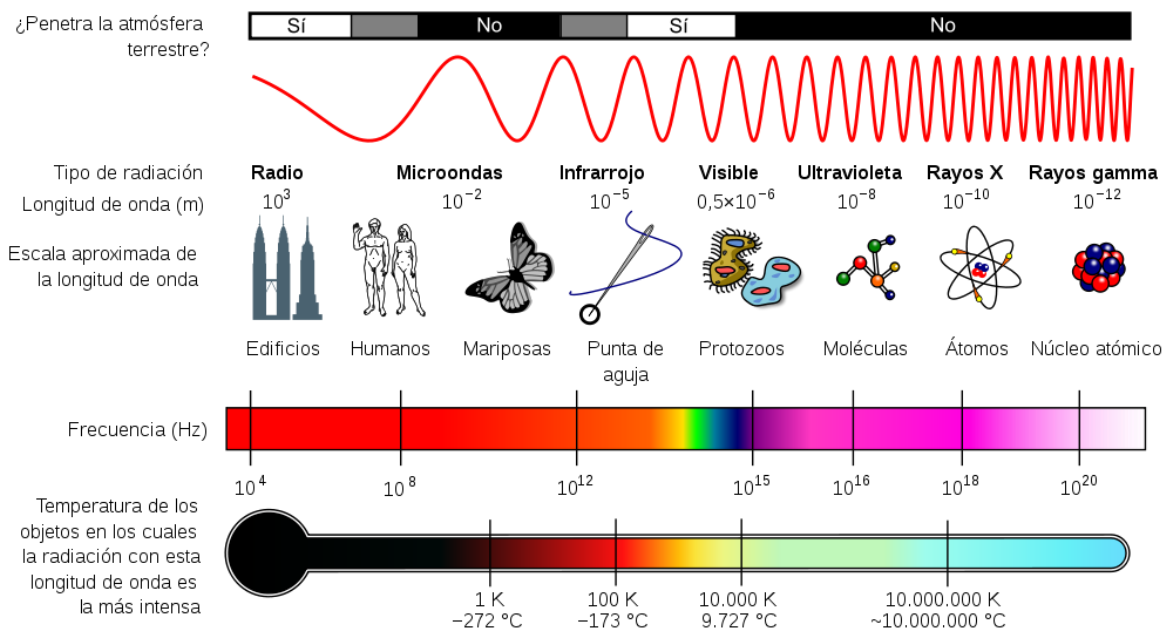 ¿Penetra la atmósfera
terrestre?
Sí No Sí No
Tipo de radiación Radio Microondas Infrarrojo Visible Ultravioleta Rayos X Rayos gamma
Longitud de onda (m) 10³ 10⁻² 10⁻⁵ 0,5×10⁻⁶ 10⁻⁸ 10⁻¹⁰ 10⁻¹²
Escala aproximada de
la longitud de onda
Edificios Humanos Mariposas Punta de Protozoos Moléculas Átomos Núcleo atómico
aguja
Frecuencia (Hz)
10⁴ 10⁸ 10¹² 10¹⁵ 10¹⁶ 10¹⁸ 10²⁰
Temperatura de los
objetos en los cuales
la radiación con esta
longitud de onda es
la más intensa
1 K 100 K 10.000 K 10.000.000 K
−272 °C −173 °C 9.727 °C ~10.000.000 °C